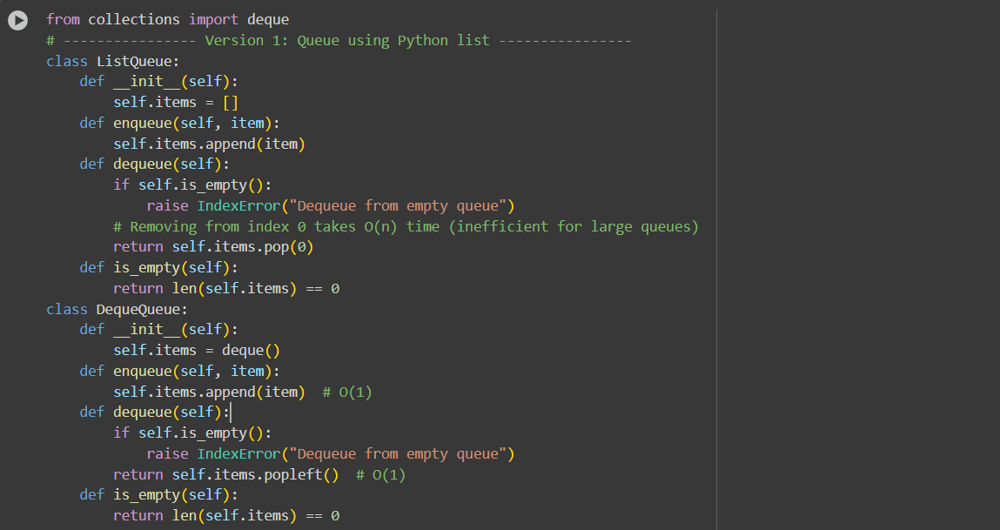 from collections import deque
# ---------------- Version 1: Queue using Python list ----------------
class ListQueue:
    def __init__(self):
        self.items = []
    def enqueue(self, item):
        self.items.append(item)
    def dequeue(self):
        if self.is_empty():
            raise IndexError("Dequeue from empty queue")
        # Removing from index 0 takes O(n) time (inefficient for large queues)
        return self.items.pop(0)
    def is_empty(self):
        return len(self.items) == 0
class DequeQueue:
    def __init__(self):
        self.items = deque()
    def enqueue(self, item):
        self.items.append(item)  # O(1)
    def dequeue(self):
        if self.is_empty():
            raise IndexError("Dequeue from empty queue")
        return self.items.popleft()  # O(1)
    def is_empty(self):
        return len(self.items) == 0